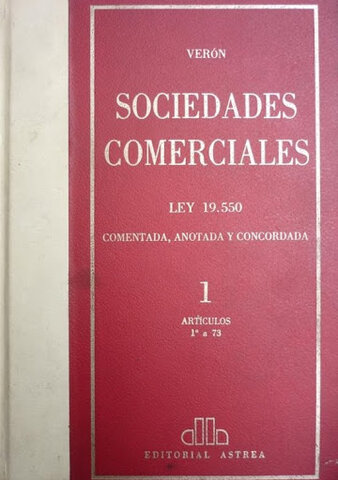 VERÓN
SOCIEDADES
COMERCIALES
LEY 19.550
COMENTADA, ANOTADA Y CONCORDADA
1
ARTÍCULOS
1º a 73
EDITORIAL ASTREA